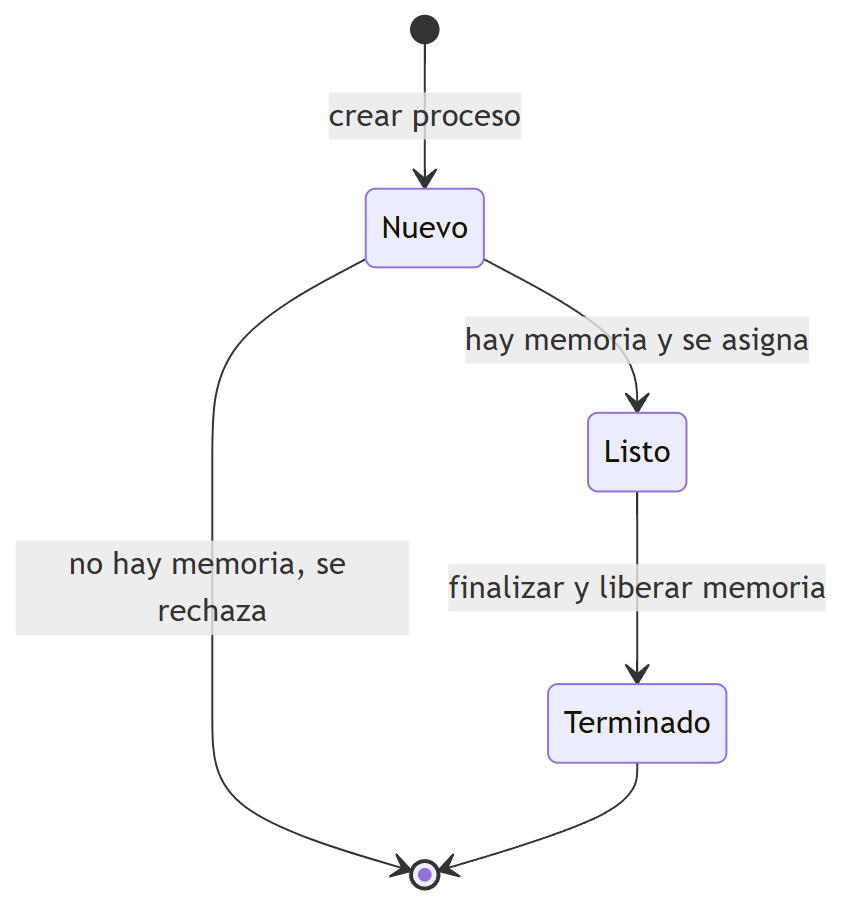 crear proceso
Nuevo
hay memoria y se asigna
Listo
no hay memoria, se
rechaza
finalizar y liberar memoria
Terminado